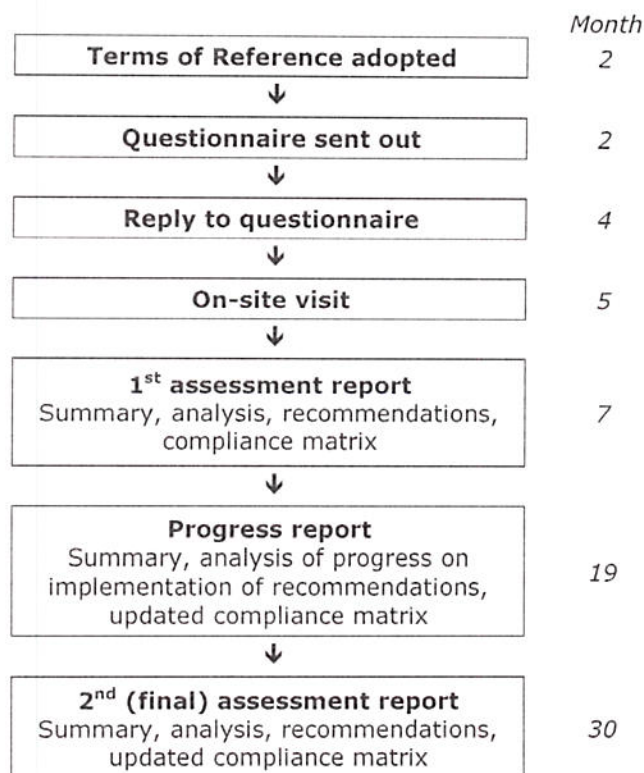 Month
Terms of Reference adopted 2
↓
Questionnaire sent out 2
↓
Reply to questionnaire 4
↓
On-site visit 5
↓
1st assessment report
Summary, analysis, recommendations, 7
compliance matrix
↓
Progress report
Summary, analysis of progress on
implementation of recommendations, 19
updated compliance matrix
↓
2nd (final) assessment report
Summary, analysis, recommendations, 30
updated compliance matrix